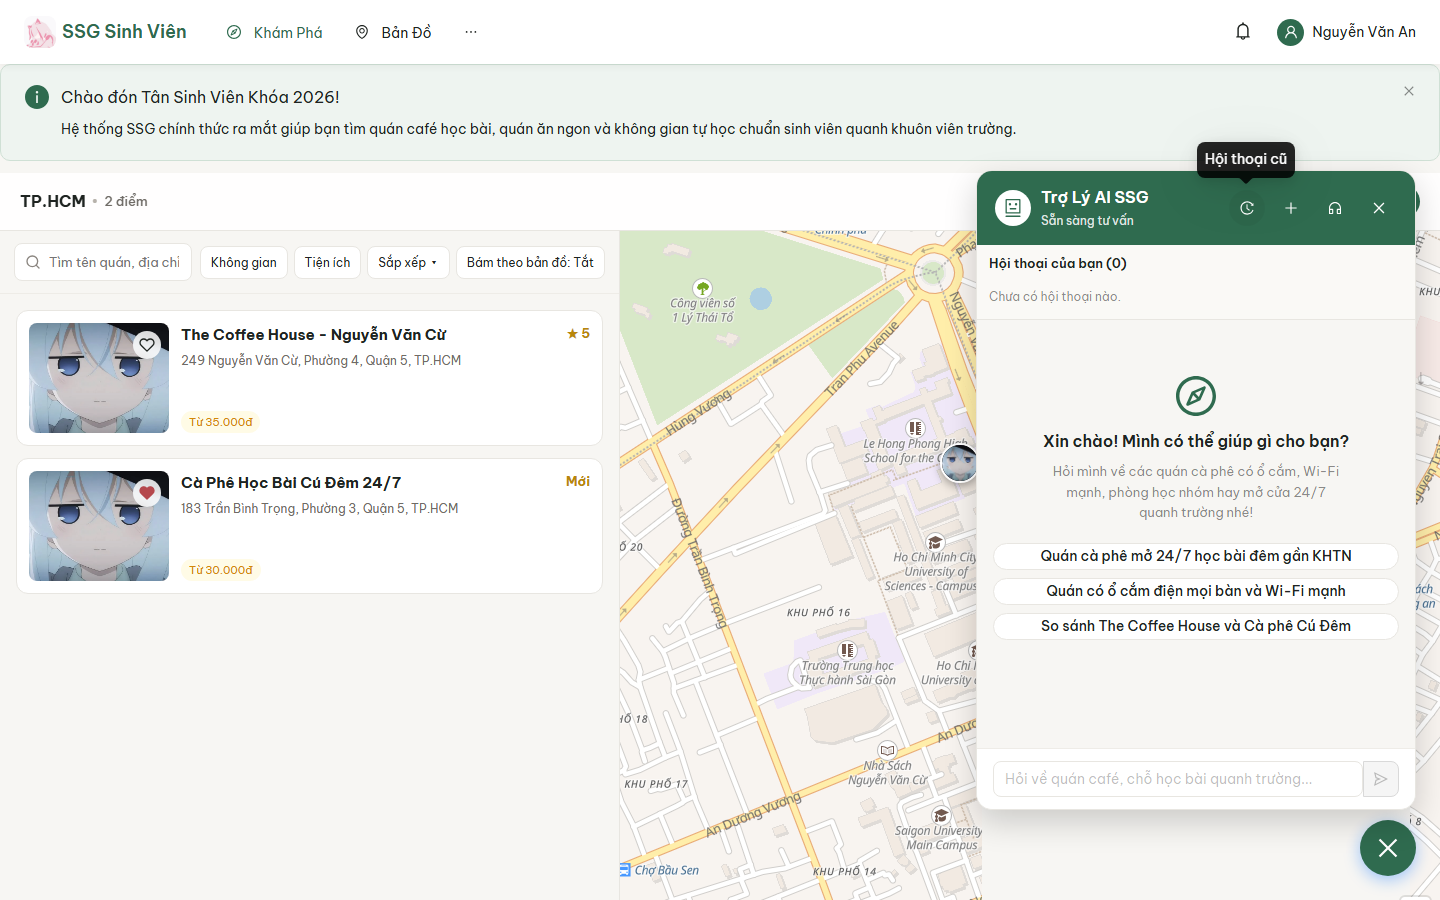 SSG Sinh Viên
Khám Phá
Bản Đồ
...
Nguyễn Văn An
Chào đón Tân Sinh Viên Khóa 2026!
Hệ thống SSG chính thức ra mắt giúp bạn tìm quán café học bài, quán ăn ngon và không gian tự học chuẩn sinh viên quanh khuôn viên trường.
Hội thoại cũ
TP.HCM • 2 điểm
Tìm tên quán, địa chỉ
Không gian
Tiện ích
Sắp xếp
Bám theo bản đồ: Tắt
The Coffee House - Nguyễn Văn Cừ
★ 5
249 Nguyễn Văn Cừ, Phường 4, Quận 5, TP.HCM
Từ 35.000đ
Cà Phê Học Bài Cú Đêm 24/7
Mới
183 Trần Bình Trọng, Phường 3, Quận 5, TP.HCM
Từ 30.000đ
Công viên số
1 Lý Thái Tổ
Hùng Vương
Tran Phu Avenue
Le Hong Phong High
School for the
Đường Trần Bình Trọng
Ho Chi Minh City
University of
Sciences - Campus
KHU PHỐ 16
Trường Trung học
Thực hành Sài Gòn
Ho Chi
University
An Dương Vương
Nhà Sách
Nguyễn Văn Cừ
KHU PHỐ 17
Saigon University
Main Campus
Chợ Bầu Sen
KHU PHỐ 14
Trợ Lý AI SSG
Sẵn sàng tư vấn
Hội thoại của bạn (0)
Chưa có hội thoại nào.
Xin chào! Mình có thể giúp gì cho bạn?
Hỏi mình về các quán cà phê có ổ cắm, Wi-Fi
mạnh, phòng học nhóm hay mở cửa 24/7
quanh trường nhé!
Quán cà phê mở 24/7 học bài đêm gần KHTN
Quán có ổ cắm điện mọi bàn và Wi-Fi mạnh
So sánh The Coffee House và Cà phê Cú Đêm
Hỏi về quán café, chỗ học bài quanh trường...